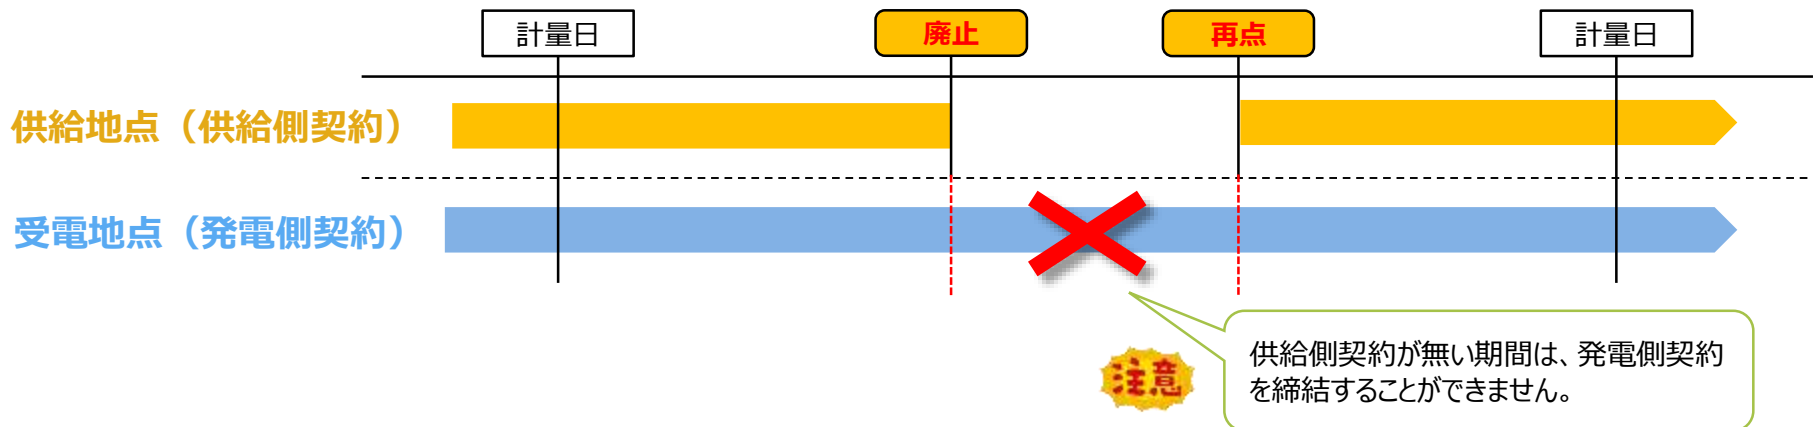 計量日
廃止
再点
計量日
供給地点（供給側契約）
受電地点（発電側契約）
注意
供給側契約が無い期間は、発電側契約
を締結することができません。